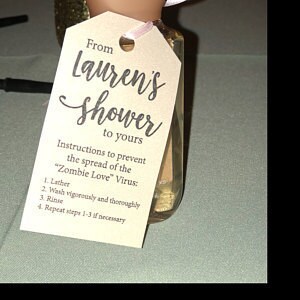 From
Lauren's
shower
to yours
Instructions to prevent
the spread of the
"Zombie Love" Virus:
1. Lather
2. Wash vigorously and thoroughly
3. Rinse
4. Repeat steps 1-3 if necessary